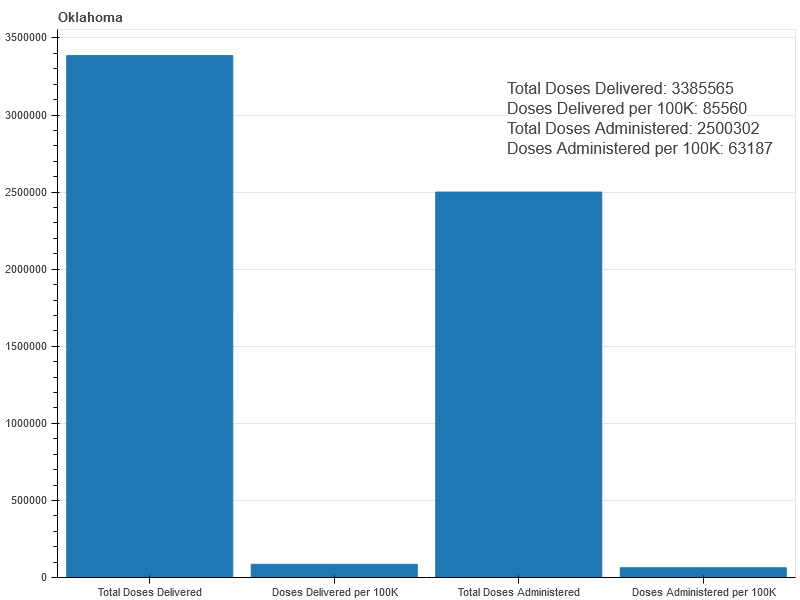 Oklahoma
3500000
3000000
2500000
2000000
1500000
1000000
500000
0
Total Doses Delivered: 3385565
Doses Delivered per 100K: 85560
Total Doses Administered: 2500302
Doses Administered per 100K: 63187
Total Doses Delivered
Doses Delivered per 100K
Total Doses Administered
Doses Administered per 100K